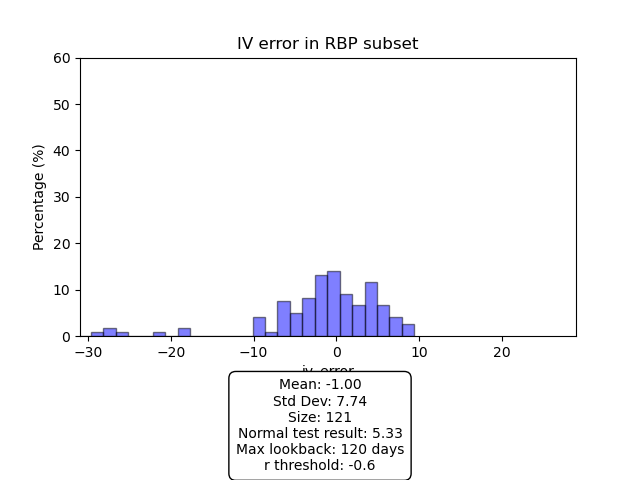 IV error in RBP subset
60
50
40
30
20
10
0
Percentage (%)
−30 −20 −10 0 10 20
iv_error
Mean: -1.00
Std Dev: 7.74
Size: 121
Normal test result: 5.33
Max lookback: 120 days
r threshold: -0.6